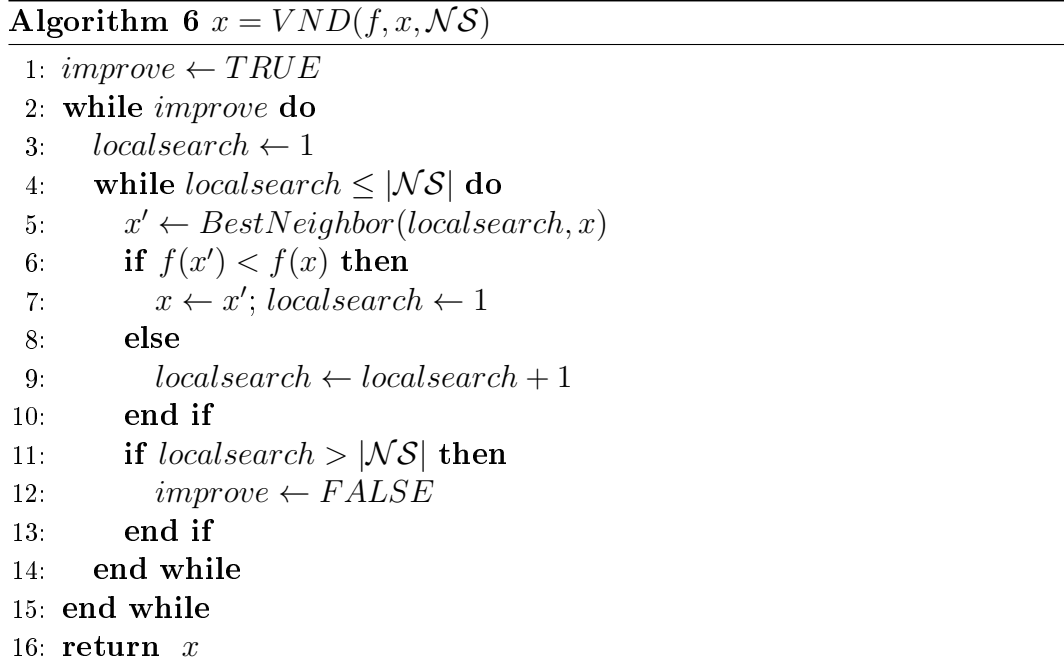 Algorithm 6 x = VND(f, x, 𝒩𝒮)
1: improve ← TRUE
2: while improve do
3: localsearch ← 1
4: while localsearch ≤ |𝒩𝒮| do
5: x′ ← BestNeighbor(localsearch, x)
6: if f(x′) < f(x) then
7: x ← x′; localsearch ← 1
8: else
9: localsearch ← localsearch + 1
10: end if
11: if localsearch > |𝒩𝒮| then
12: improve ← FALSE
13: end if
14: end while
15: end while
16: return x